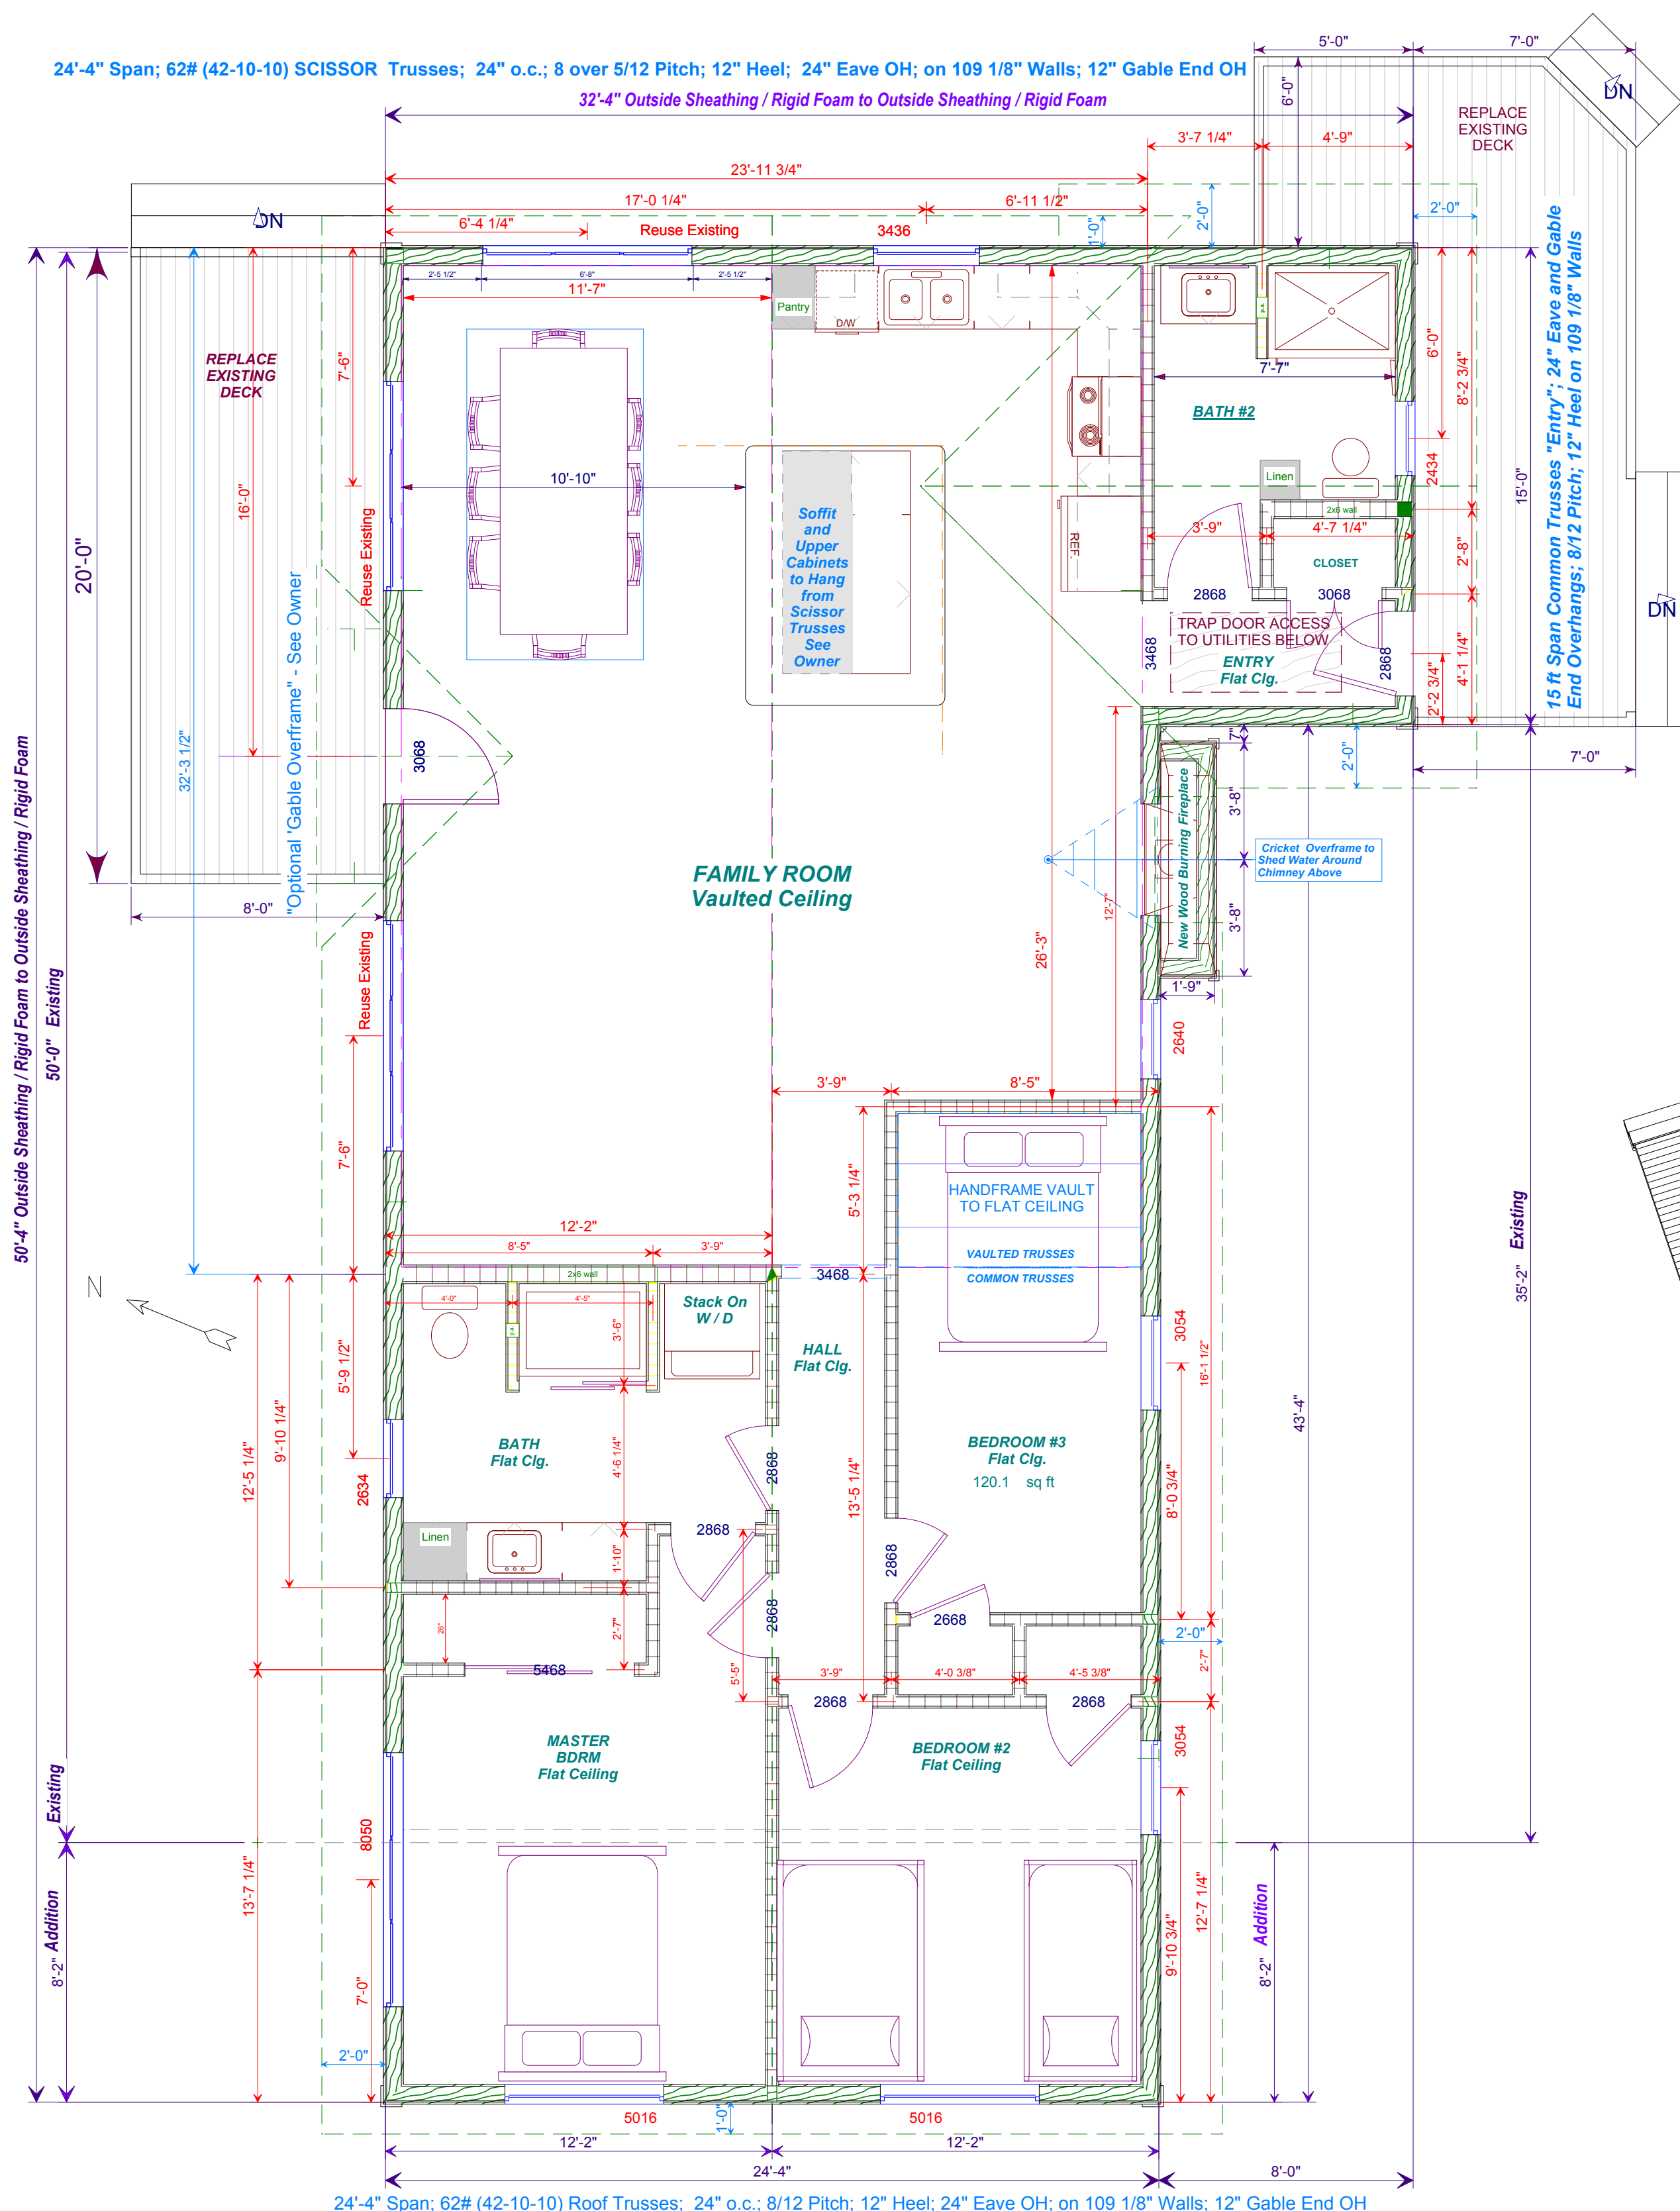 5'-0"
7'-0"
24'-4" Span; 62# (42-10-10) SCISSOR Trusses; 24" o.c.; 8 over 5/12 Pitch; 12" Heel; 24" Eave OH; on 109 1/8" Walls; 12" Gable End OH
32'-4" Outside Sheathing / Rigid Foam to Outside Sheathing / Rigid Foam
6'-0"
DN
REPLACE
EXISTING
DECK
3'-7 1/4"
4'-9"
23'-11 3/4"
17'-0 1/4"
6'-11 1/2"
2'-0"
2'-0"
DN
6'-4 1/4"
Reuse Existing
3436
1'-0"
2'-5 1/2"
6'-8"
2'-5 1/2"
11'-7"
Pantry
D/W
REPLACE
EXISTING
DECK
7'-6"
16'-0"
7'-7"
BATH #2
6'-0"
8'-2 3/4"
2434
15'-0"
15 ft Span Common Trusses "Entry"; 24" Eave and Gable
End Overhangs; 8/12 Pitch; 12" Heel on 109 1/8" Walls
10'-10"
Linen
2x6 wall
3'-9"
4'-7 1/4"
Soffit
and
Upper
Cabinets
to Hang
from
Scissor
Trusses
See
Owner
REF.
CLOSET
2'-8"
20'-0"
Reuse Existing
2868
3068
TRAP DOOR ACCESS
TO UTILITIES BELOW
ENTRY
Flat Clg.
3468
2868
DN
2'-2 3/4"
4'-1 1/4"
"Optional 'Gable Overframe" - See Owner
32'-3 1/2"
3068
7"
2'-0"
7'-0"
New Wood Burning Fireplace
3'-8"
3'-8"
Cricket Overframe to
Shed Water Around
Chimney Above
FAMILY ROOM
Vaulted Ceiling
12'-7"
26'-3"
8'-0"
Reuse Existing
1'-9"
2640
50'-4" Outside Sheathing / Rigid Foam to Outside Sheathing / Rigid Foam
50'-0" Existing
3'-9"
8'-5"
7'-6"
5'-3 1/4"
HANDFRAME VAULT
TO FLAT CEILING
35'-2" Existing
12'-2"
8'-5"
3'-9"
VAULTED TRUSSES
COMMON TRUSSES
2x6 wall
3468
N
4'-0"
4'-5"
Stack On
W / D
3'-6"
3054
HALL
Flat Clg.
16'-1 1/2"
5'-9 1/2"
9'-10 1/4"
12'-5 1/4"
43'-4"
BATH
Flat Clg.
4'-6 1/4"
2868
BEDROOM #3
Flat Clg.
120.1 sq ft
2634
13'-5 1/4"
8'-0 3/4"
Linen
2868
1'-10"
2868
2868
2668
26"
2'-7"
2'-0"
2'-7"
5468
5'-5"
3'-9"
4'-0 3/8"
4'-5 3/8"
2868
2868
MASTER
BDRM
Flat Ceiling
BEDROOM #2
Flat Ceiling
3054
Existing
8050
13'-7 1/4"
8'-2" Addition
7'-0"
9'-10 3/4"
12'-7 1/4"
8'-2" Addition
2'-0"
5016
1'-0"
5016
12'-2"
12'-2"
24'-4"
8'-0"
24'-4" Span; 62# (42-10-10) Roof Trusses; 24" o.c.; 8/12 Pitch; 12" Heel; 24" Eave OH; on 109 1/8" Walls; 12" Gable End OH